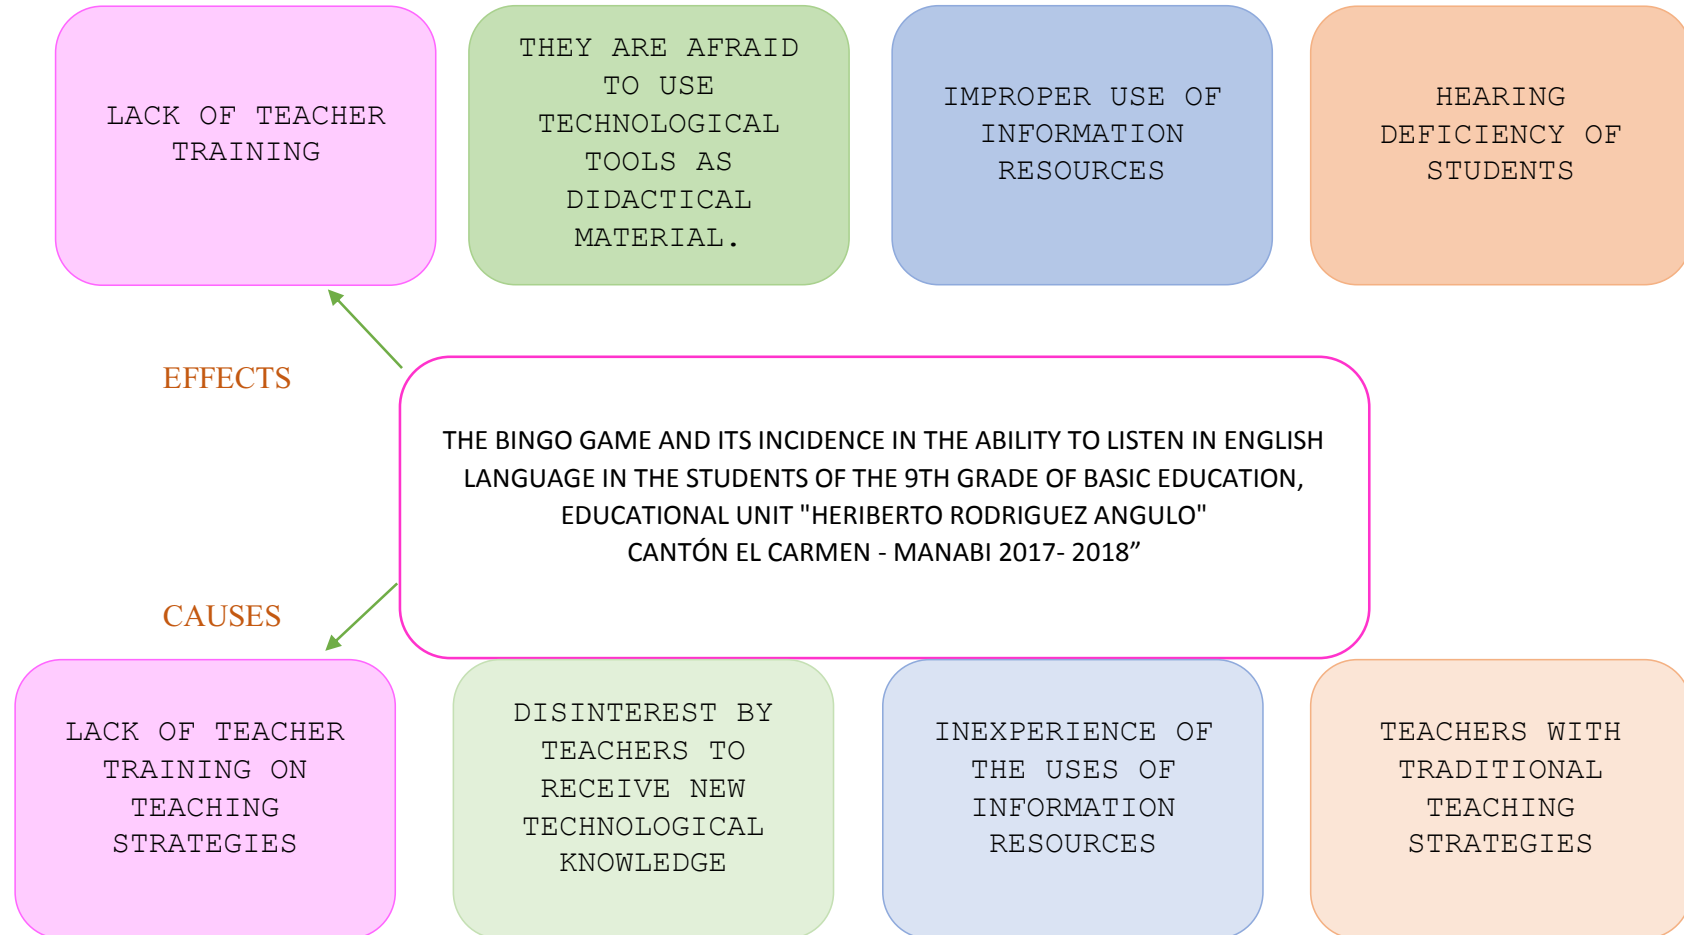 LACK OF TEACHER
TRAINING
THEY ARE AFRAID
TO USE
TECHNOLOGICAL
TOOLS AS
DIDACTICAL
MATERIAL.
IMPROPER USE OF
INFORMATION
RESOURCES
HEARING
DEFICIENCY OF
STUDENTS
EFFECTS
THE BINGO GAME AND ITS INCIDENCE IN THE ABILITY TO LISTEN IN ENGLISH
LANGUAGE IN THE STUDENTS OF THE 9TH GRADE OF BASIC EDUCATION,
EDUCATIONAL UNIT "HERIBERTO RODRIGUEZ ANGULO"
CANTÓN EL CARMEN - MANABI 2017- 2018”
CAUSES
LACK OF TEACHER
TRAINING ON
TEACHING
STRATEGIES
DISINTEREST BY
TEACHERS TO
RECEIVE NEW
TECHNOLOGICAL
KNOWLEDGE
INEXPERIENCE OF
THE USES OF
INFORMATION
RESOURCES
TEACHERS WITH
TRADITIONAL
TEACHING
STRATEGIES